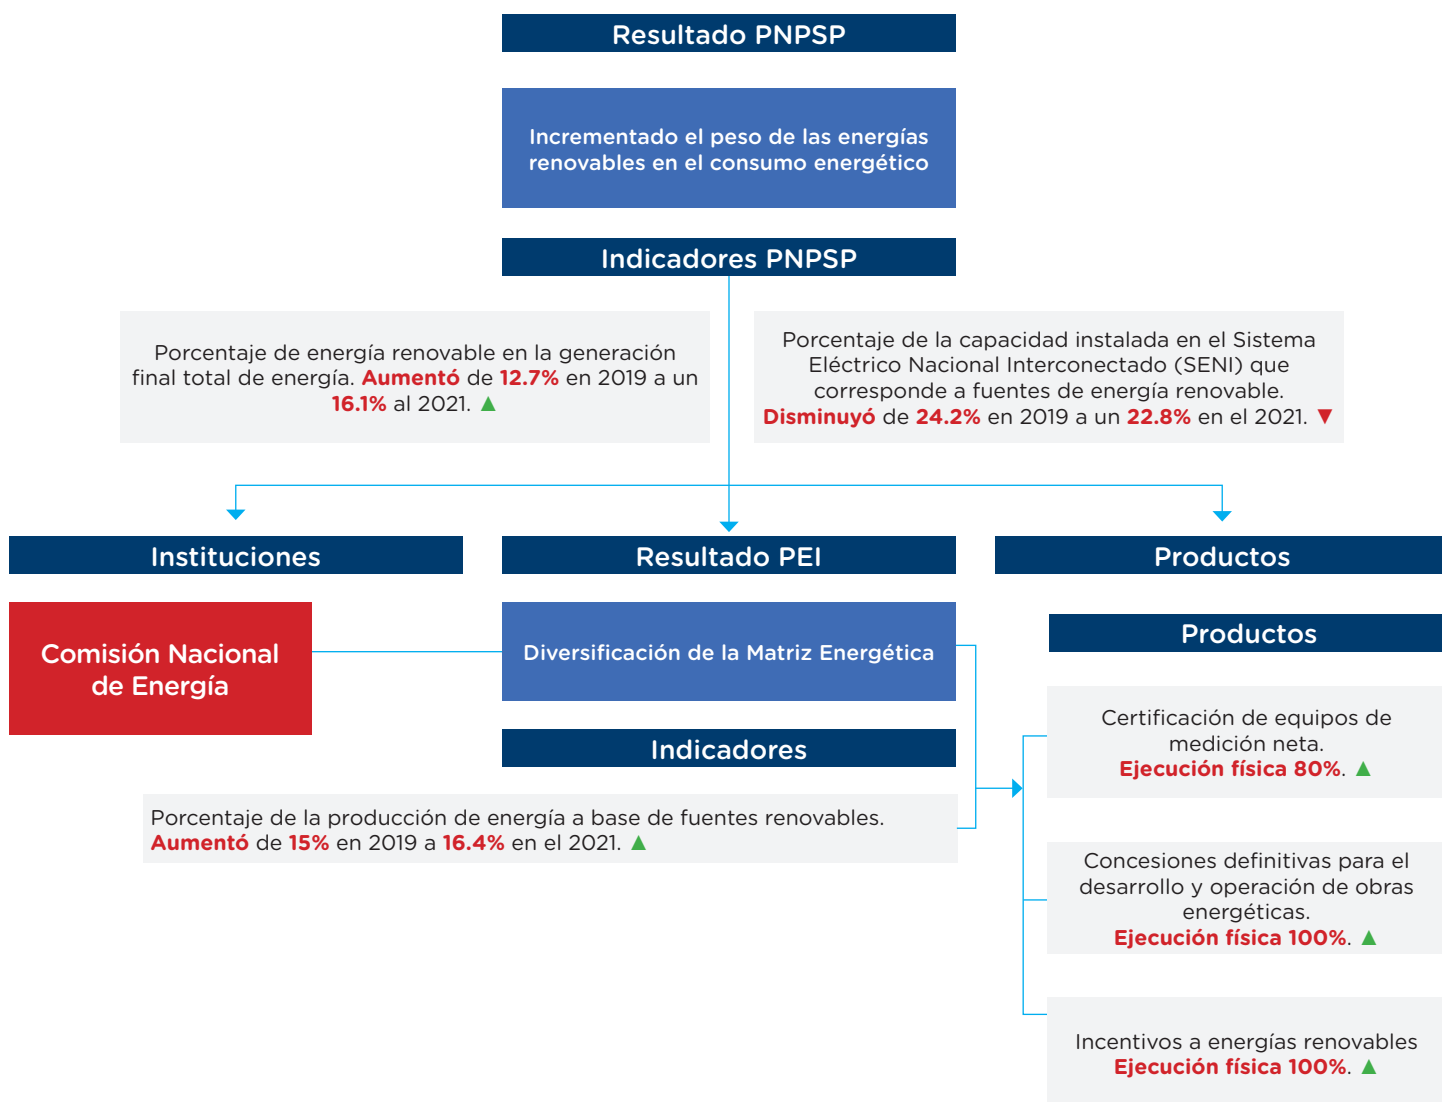 Resultado PNPSP
Incrementado el peso de las energías
renovables en el consumo energético
Indicadores PNPSP
Porcentaje de energía renovable en la generación
final total de energía. Aumentó de 12.7% en 2019 a un
16.1% al 2021. ▲
Porcentaje de la capacidad instalada en el Sistema
Eléctrico Nacional Interconectado (SENI) que
corresponde a fuentes de energía renovable.
Disminuyó de 24.2% en 2019 a un 22.8% en el 2021. ▼
Instituciones
Resultado PEI
Productos
Comisión Nacional
de Energía
Diversificación de la Matriz Energética
Indicadores
Porcentaje de la producción de energía a base de fuentes renovables.
Aumentó de 15% en 2019 a 16.4% en el 2021. ▲
Productos
Certificación de equipos de
medición neta.
Ejecución física 80%. ▲
Concesiones definitivas para el
desarrollo y operación de obras
energéticas.
Ejecución física 100%. ▲
Incentivos a energías renovables
Ejecución física 100%. ▲